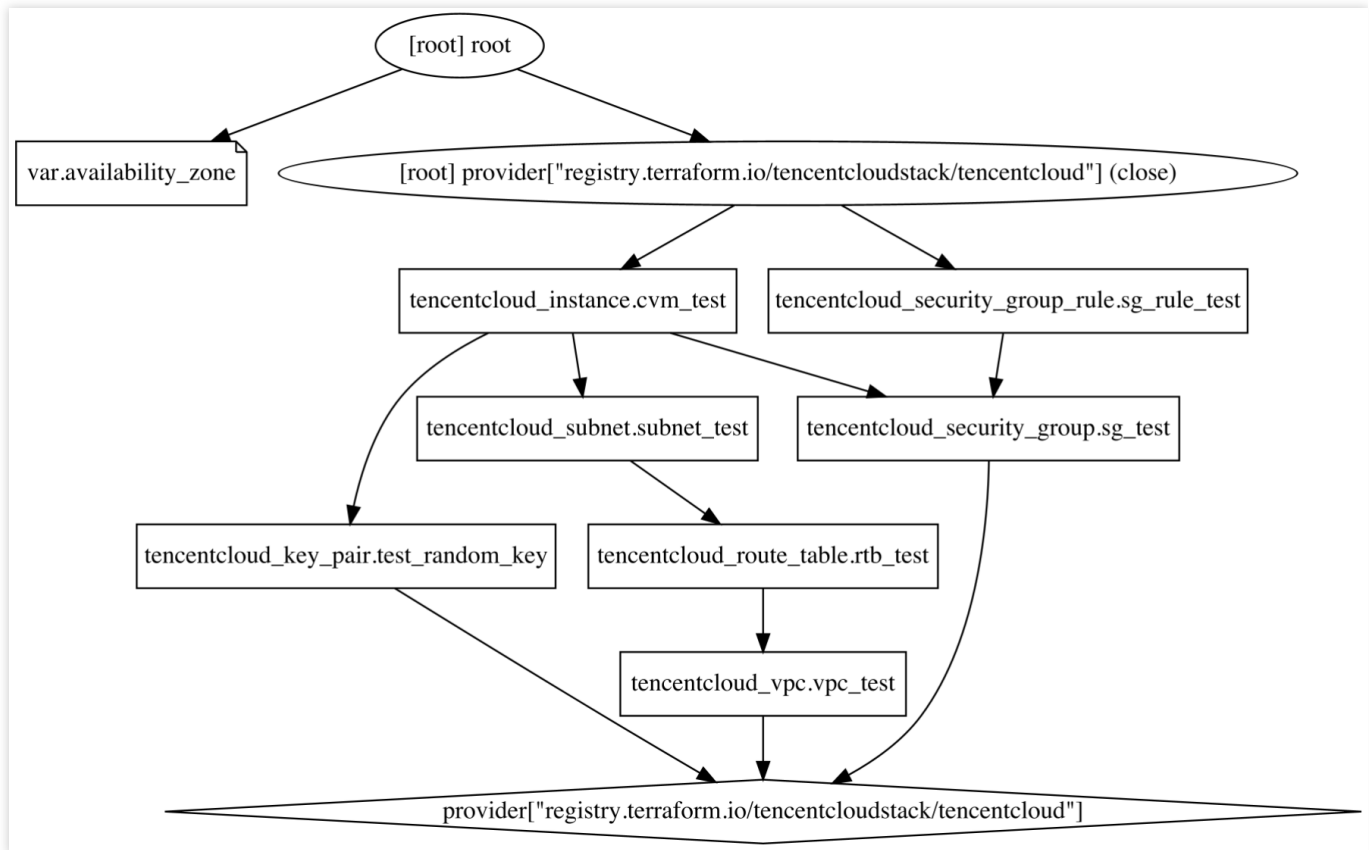 [root] root
var.availability_zone
[root] provider["registry.terraform.io/tencentcloudstack/tencentcloud"] (close)
tencentcloud_instance.cvm_test
tencentcloud_security_group_rule.sg_rule_test
tencentcloud_subnet.subnet_test
tencentcloud_security_group.sg_test
tencentcloud_key_pair.test_random_key
tencentcloud_route_table.rtb_test
tencentcloud_vpc.vpc_test
provider["registry.terraform.io/tencentcloudstack/tencentcloud"]